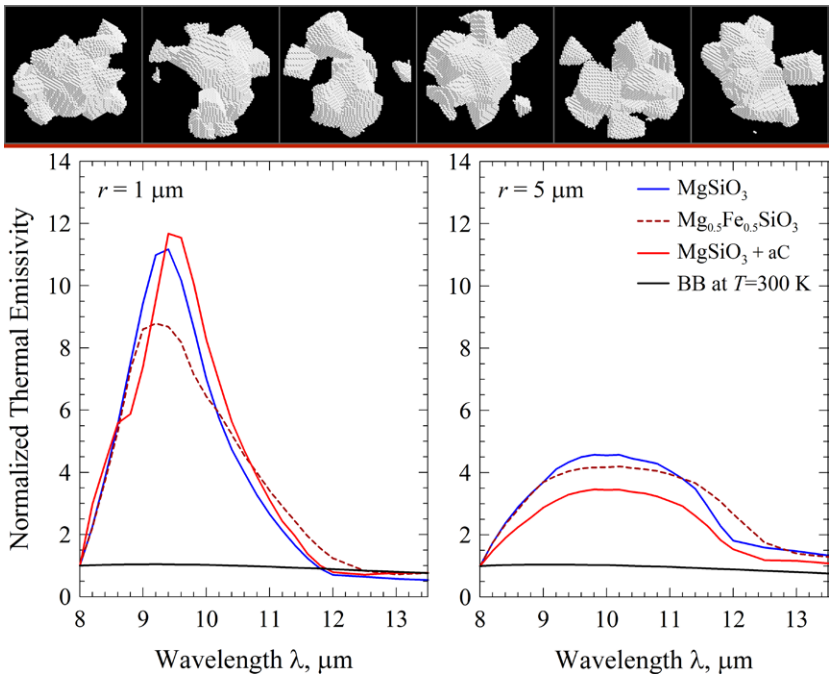 14 12 10 8 6 4 2 0
r = 1 μm
Normalized Thermal Emissivity
8 9 10 11 12 13
Wavelength λ, μm
14 12 10 8 6 4 2 0
r = 5 μm
MgSiO₃
Mg₀.₅Fe₀.₅SiO₃
MgSiO₃ + aC
BB at T=300 K
8 9 10 11 12 13
Wavelength λ, μm